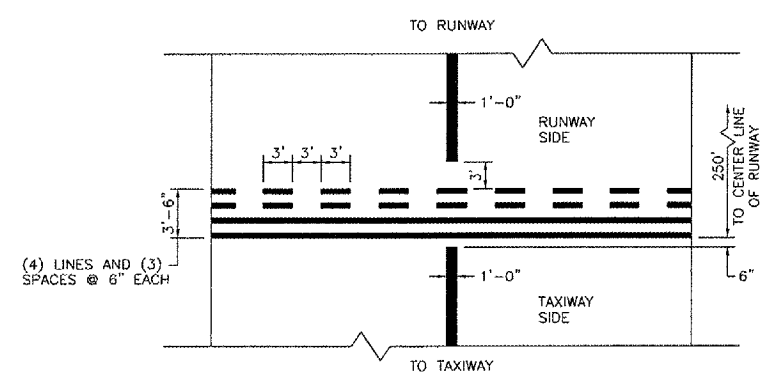 TO RUNWAY
1'-0"
RUNWAY
SIDE
3' 3' 3'
3'
250'
TO CENTER LINE
OF RUNWAY
3'-6"
(4) LINES AND (3)
SPACES @ 6" EACH
1'-0"
6"
TAXIWAY
SIDE
TO TAXIWAY